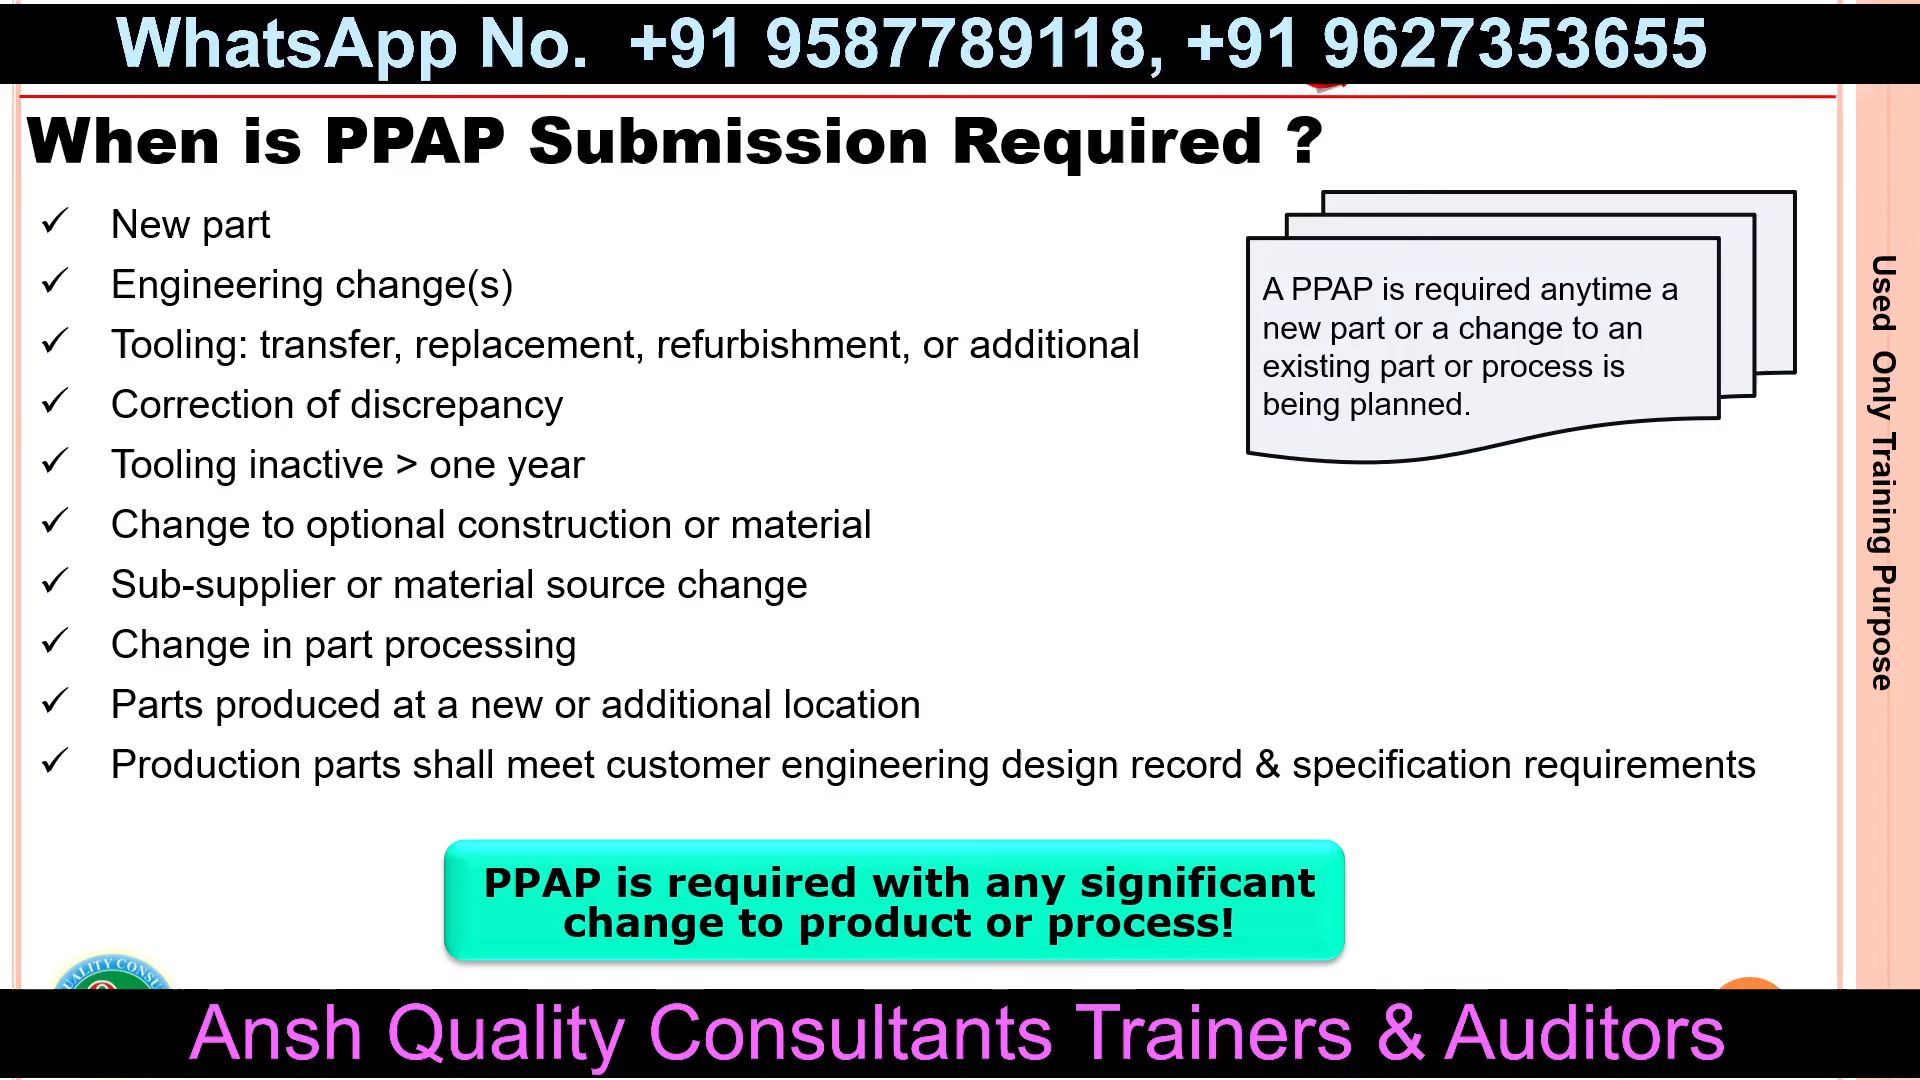 WhatsApp No. +91 9587789118, +91 9627353655
When is PPAP Submission Required ?
✓ New part
✓ Engineering change(s)
✓ Tooling: transfer, replacement, refurbishment, or additional
✓ Correction of discrepancy
✓ Tooling inactive > one year
✓ Change to optional construction or material
✓ Sub-supplier or material source change
✓ Change in part processing
✓ Parts produced at a new or additional location
✓ Production parts shall meet customer engineering design record & specification requirements
A PPAP is required anytime a
new part or a change to an
existing part or process is
being planned.
PPAP is required with any significant
change to product or process!
Used Only Training Purpose
Ansh Quality Consultants Trainers & Auditors